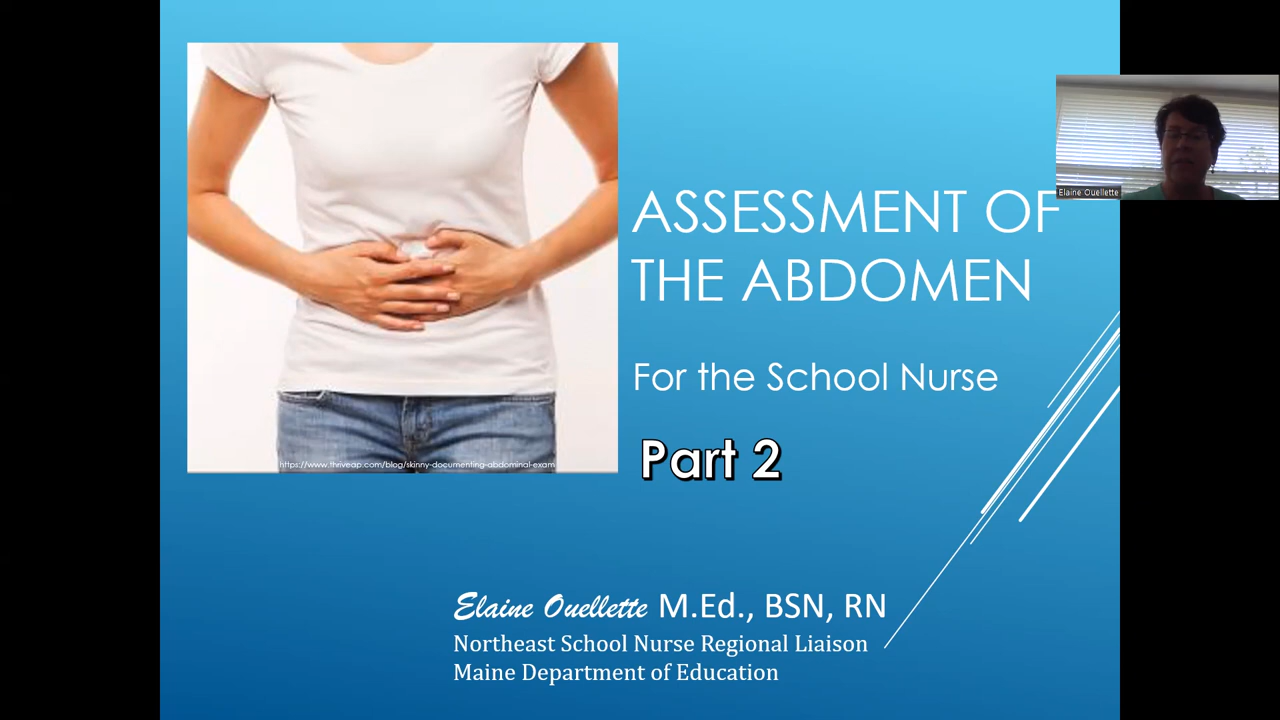 ASSESSMENT OF
THE ABDOMEN
For the School Nurse
Part 2
https://www.thriveap.com/blog/skinny-documenting-abdominal-exam
Elaine Ouellette M.Ed., BSN, RN
Northeast School Nurse Regional Liaison
Maine Department of Education
Elaine Ouellette